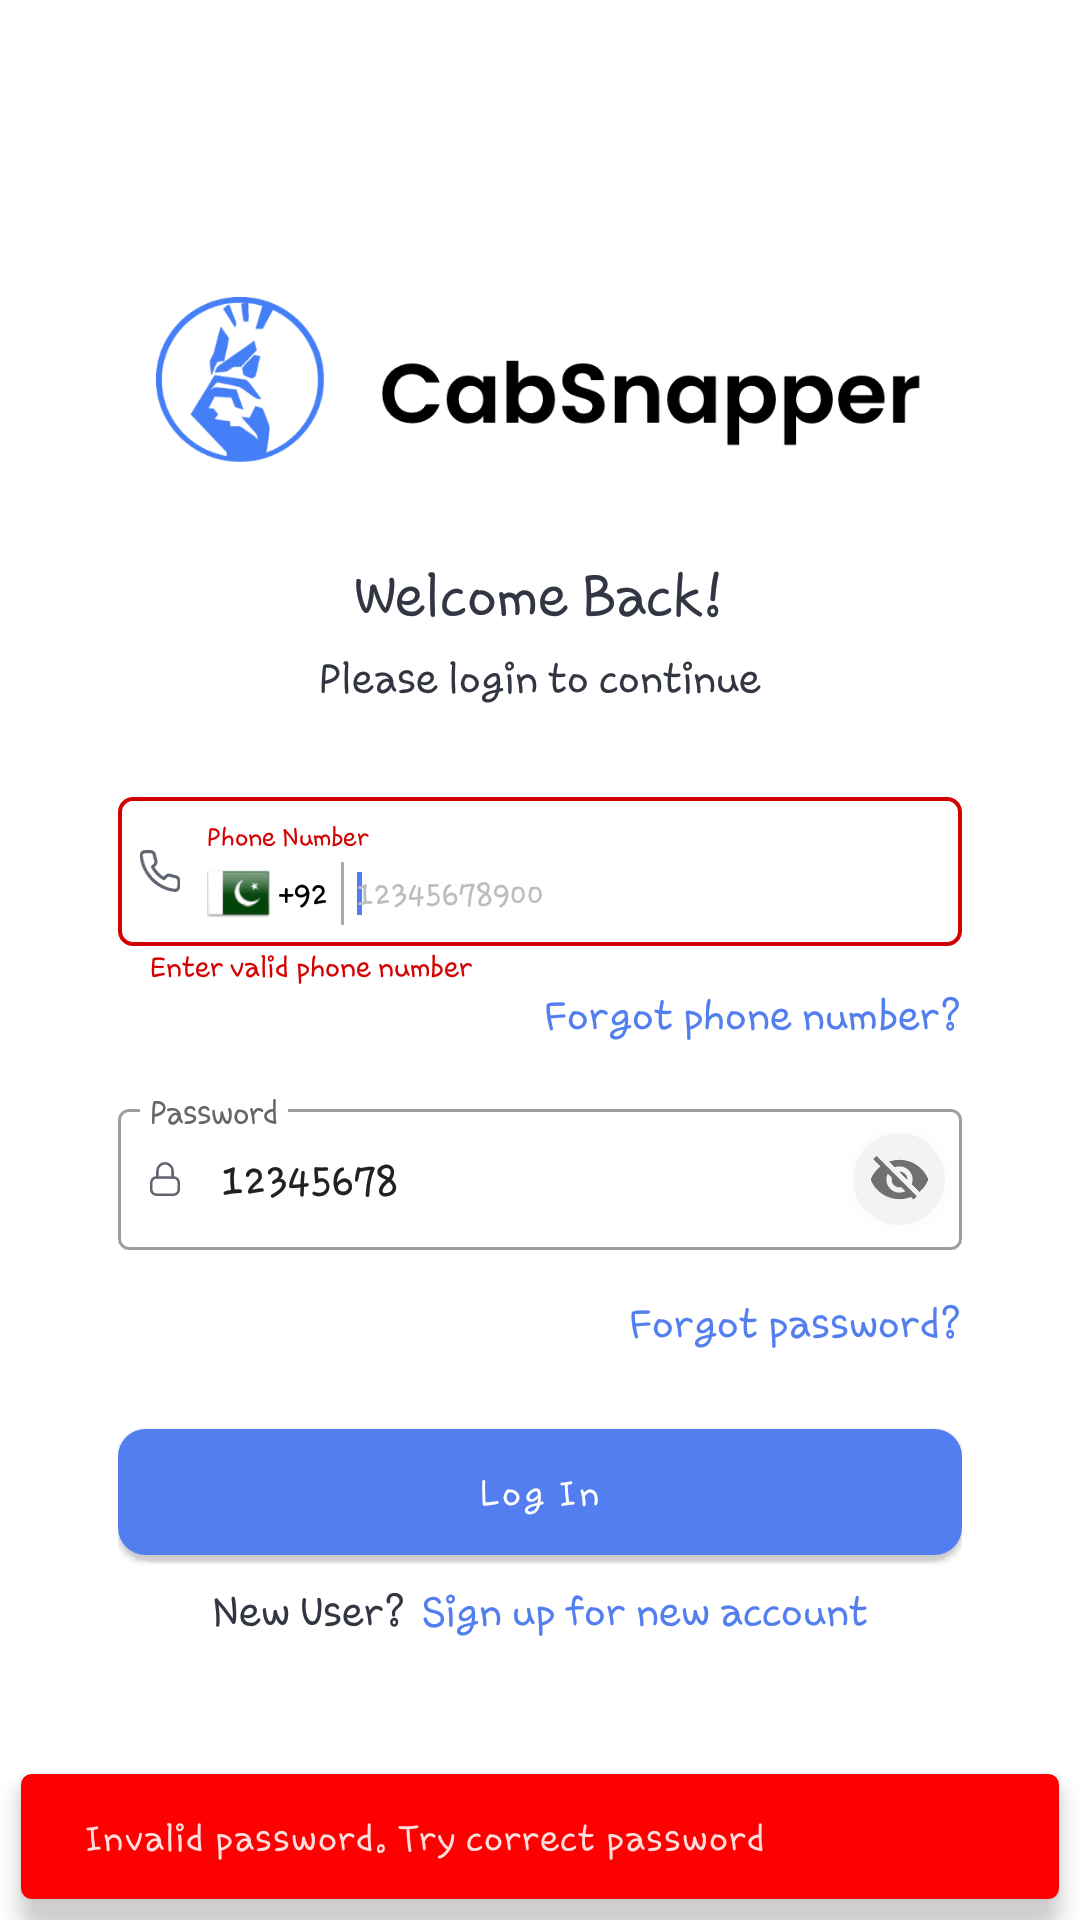 CabSnapper
Welcome Back!
Please login to continue
Phone Number
+92 12345678900
Enter valid phone number
Forgot phone number?
Password
12345678
Forgot password?
Log In
New User? Sign up for new account
Invalid password. Try correct password